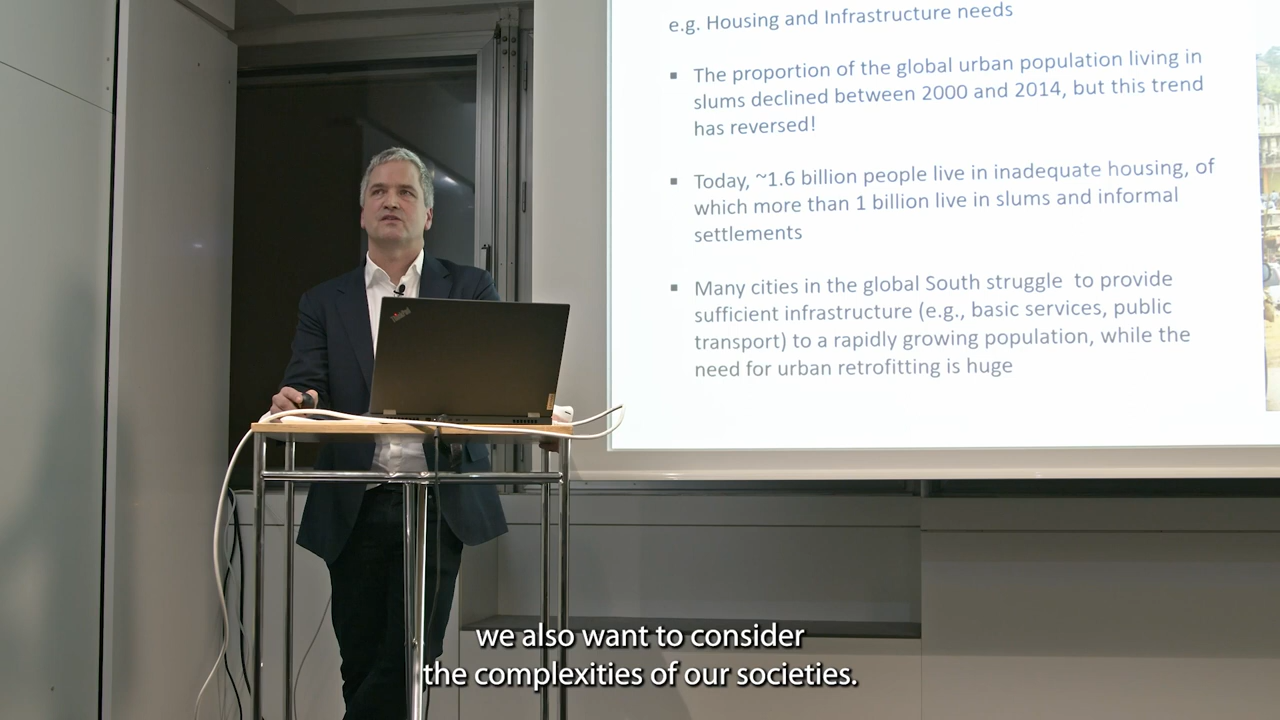 e.g. Housing and Infrastructure needs
▪ The proportion of the global urban population living in
slums declined between 2000 and 2014, but this trend
has reversed!
▪ Today, ~1.6 billion people live in inadequate housing, of
which more than 1 billion live in slums and informal
settlements
▪ Many cities in the global South struggle  to provide
sufficient infrastructure (e.g., basic services, public
transport) to a rapidly growing population, while the
need for urban retrofitting is huge
ThinkPad
we also want to consider
the complexities of our societies.